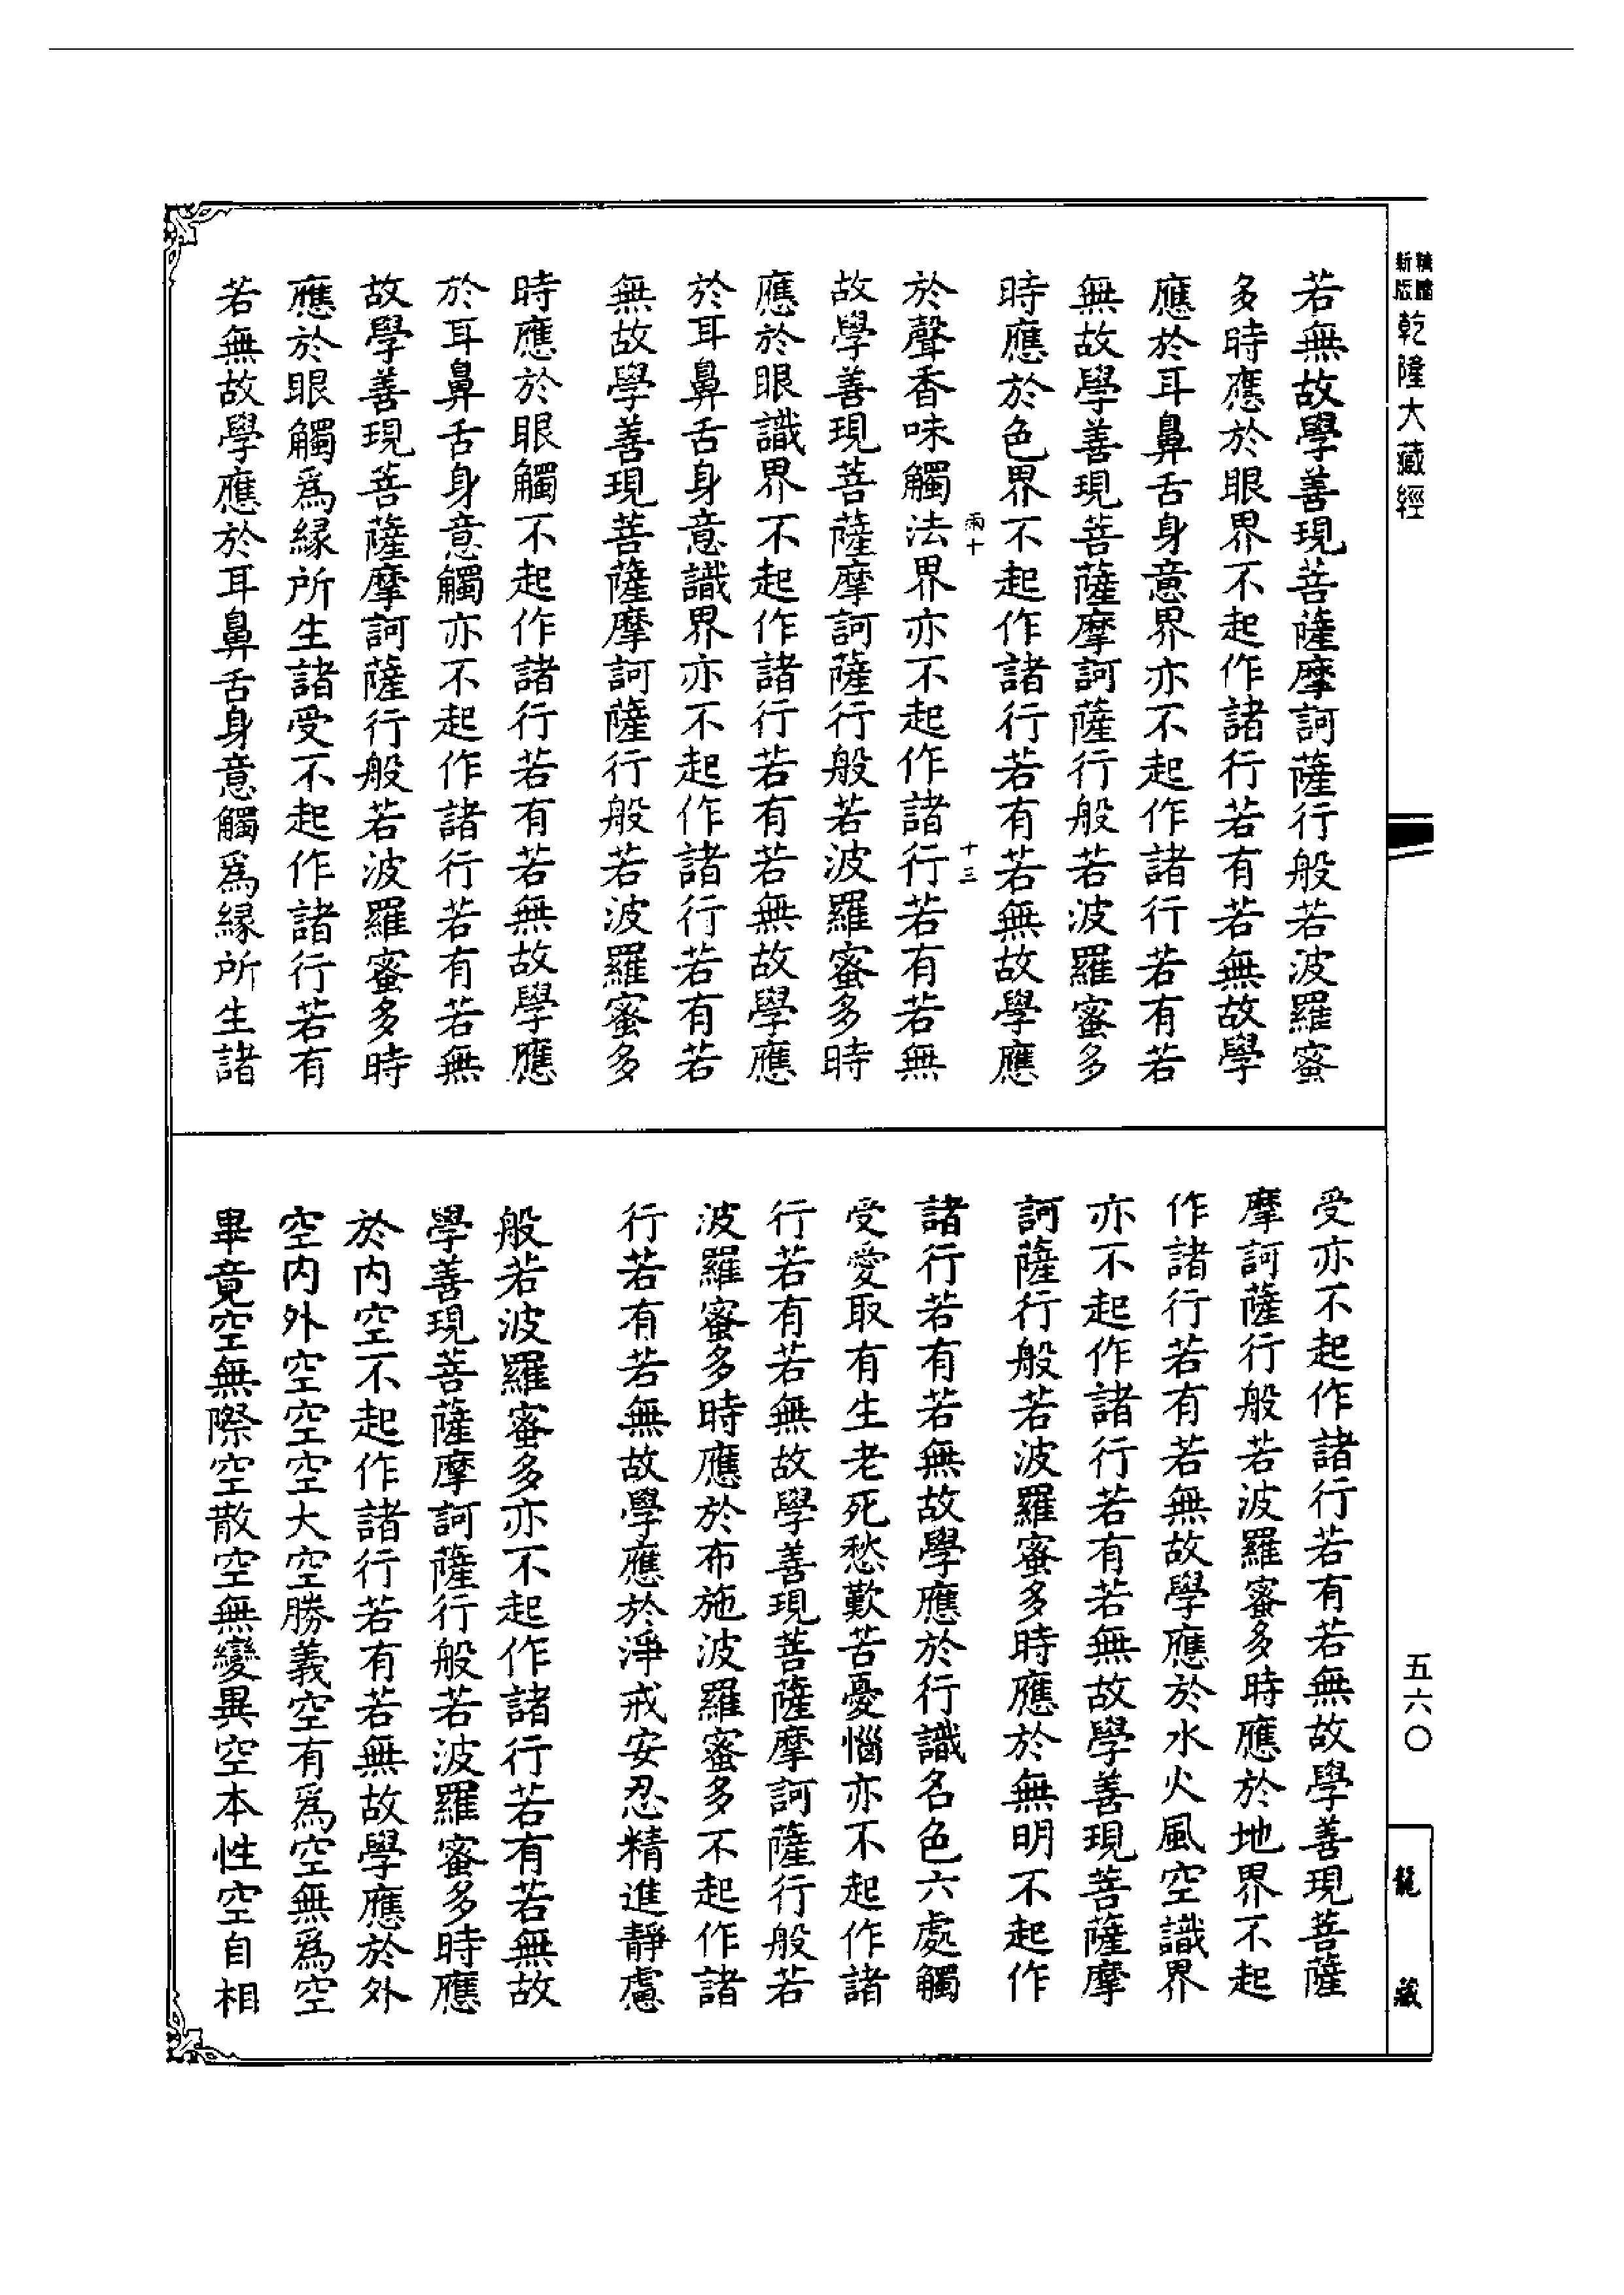 新版
乾隆大藏經
若無故學善現菩薩摩訶薩行般若波羅蜜
多時應於眼界不起作諸行若有若無故學
應於耳鼻舌身意界亦不起作諸行若有若
無故學善現菩薩摩訶薩行般若波羅蜜多
時應於色界不起作諸行若有若無故學應
雨十
十三
於聲香味觸法界亦不起作諸行若有若無
故學善現菩薩摩訶薩行般若波羅蜜多時
應於眼識界不起作諸行若有若無故學應
於耳鼻舌身意識界亦不起作諸行若有若
無故學善現菩薩摩訶薩行般若波羅蜜多
時應於眼觸不起作諸行若有若無故學應
於耳鼻舌身意觸亦不起作諸行若有若無
故學善現菩薩摩訶薩行般若波羅蜜多時
應於眼觸爲緣所生諸受不起作諸行若有
若無故學應於耳鼻舌身意觸爲緣所生諸
受亦不起作諸行若有若無故學善現菩薩
摩訶薩行般若波羅蜜多時應於地界不起
作諸行若有若無故學應於水火風空識界
亦不起作諸行若有若無故學善現菩薩摩
訶薩行般若波羅蜜多時應於無明不起作
諸行若有若無故學應於行識名色六處觸
受愛取有生老死愁歎苦憂惱亦不起作諸
行若有若無故學善現菩薩摩訶薩行般若
波羅蜜多時應於布施波羅蜜多不起作諸
行若有若無故學應於淨戒安忍精進靜慮
般若波羅蜜多亦不起作諸行若有若無故
學善現菩薩摩訶薩行般若波羅蜜多時應
於内空不起作諸行若有若無故學應於外
空内外空空空大空勝義空有爲空無爲空
畢竟空無際空散空無變異空本性空自相
五六〇
龍藏